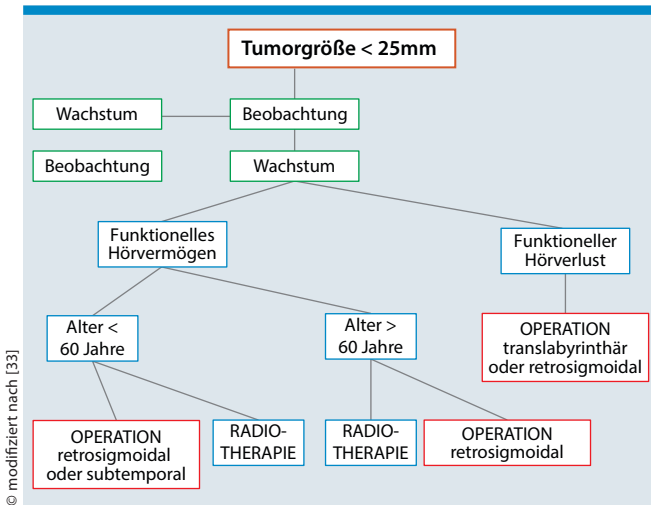 Tumorgröße < 25mm
Wachstum
Beobachtung
Beobachtung
Wachstum
Funktionelles
Hörvermögen
Funktioneller
Hörverlust
Alter <
60 Jahre
Alter >
60 Jahre
OPERATION
translabyrinthär
oder retrosigmoidal
OPERATION
retrosigmoidal
oder subtemporal
RADIO-
THERAPIE
RADIO-
THERAPIE
OPERATION
retrosigmoidal
© modifiziert nach [33]